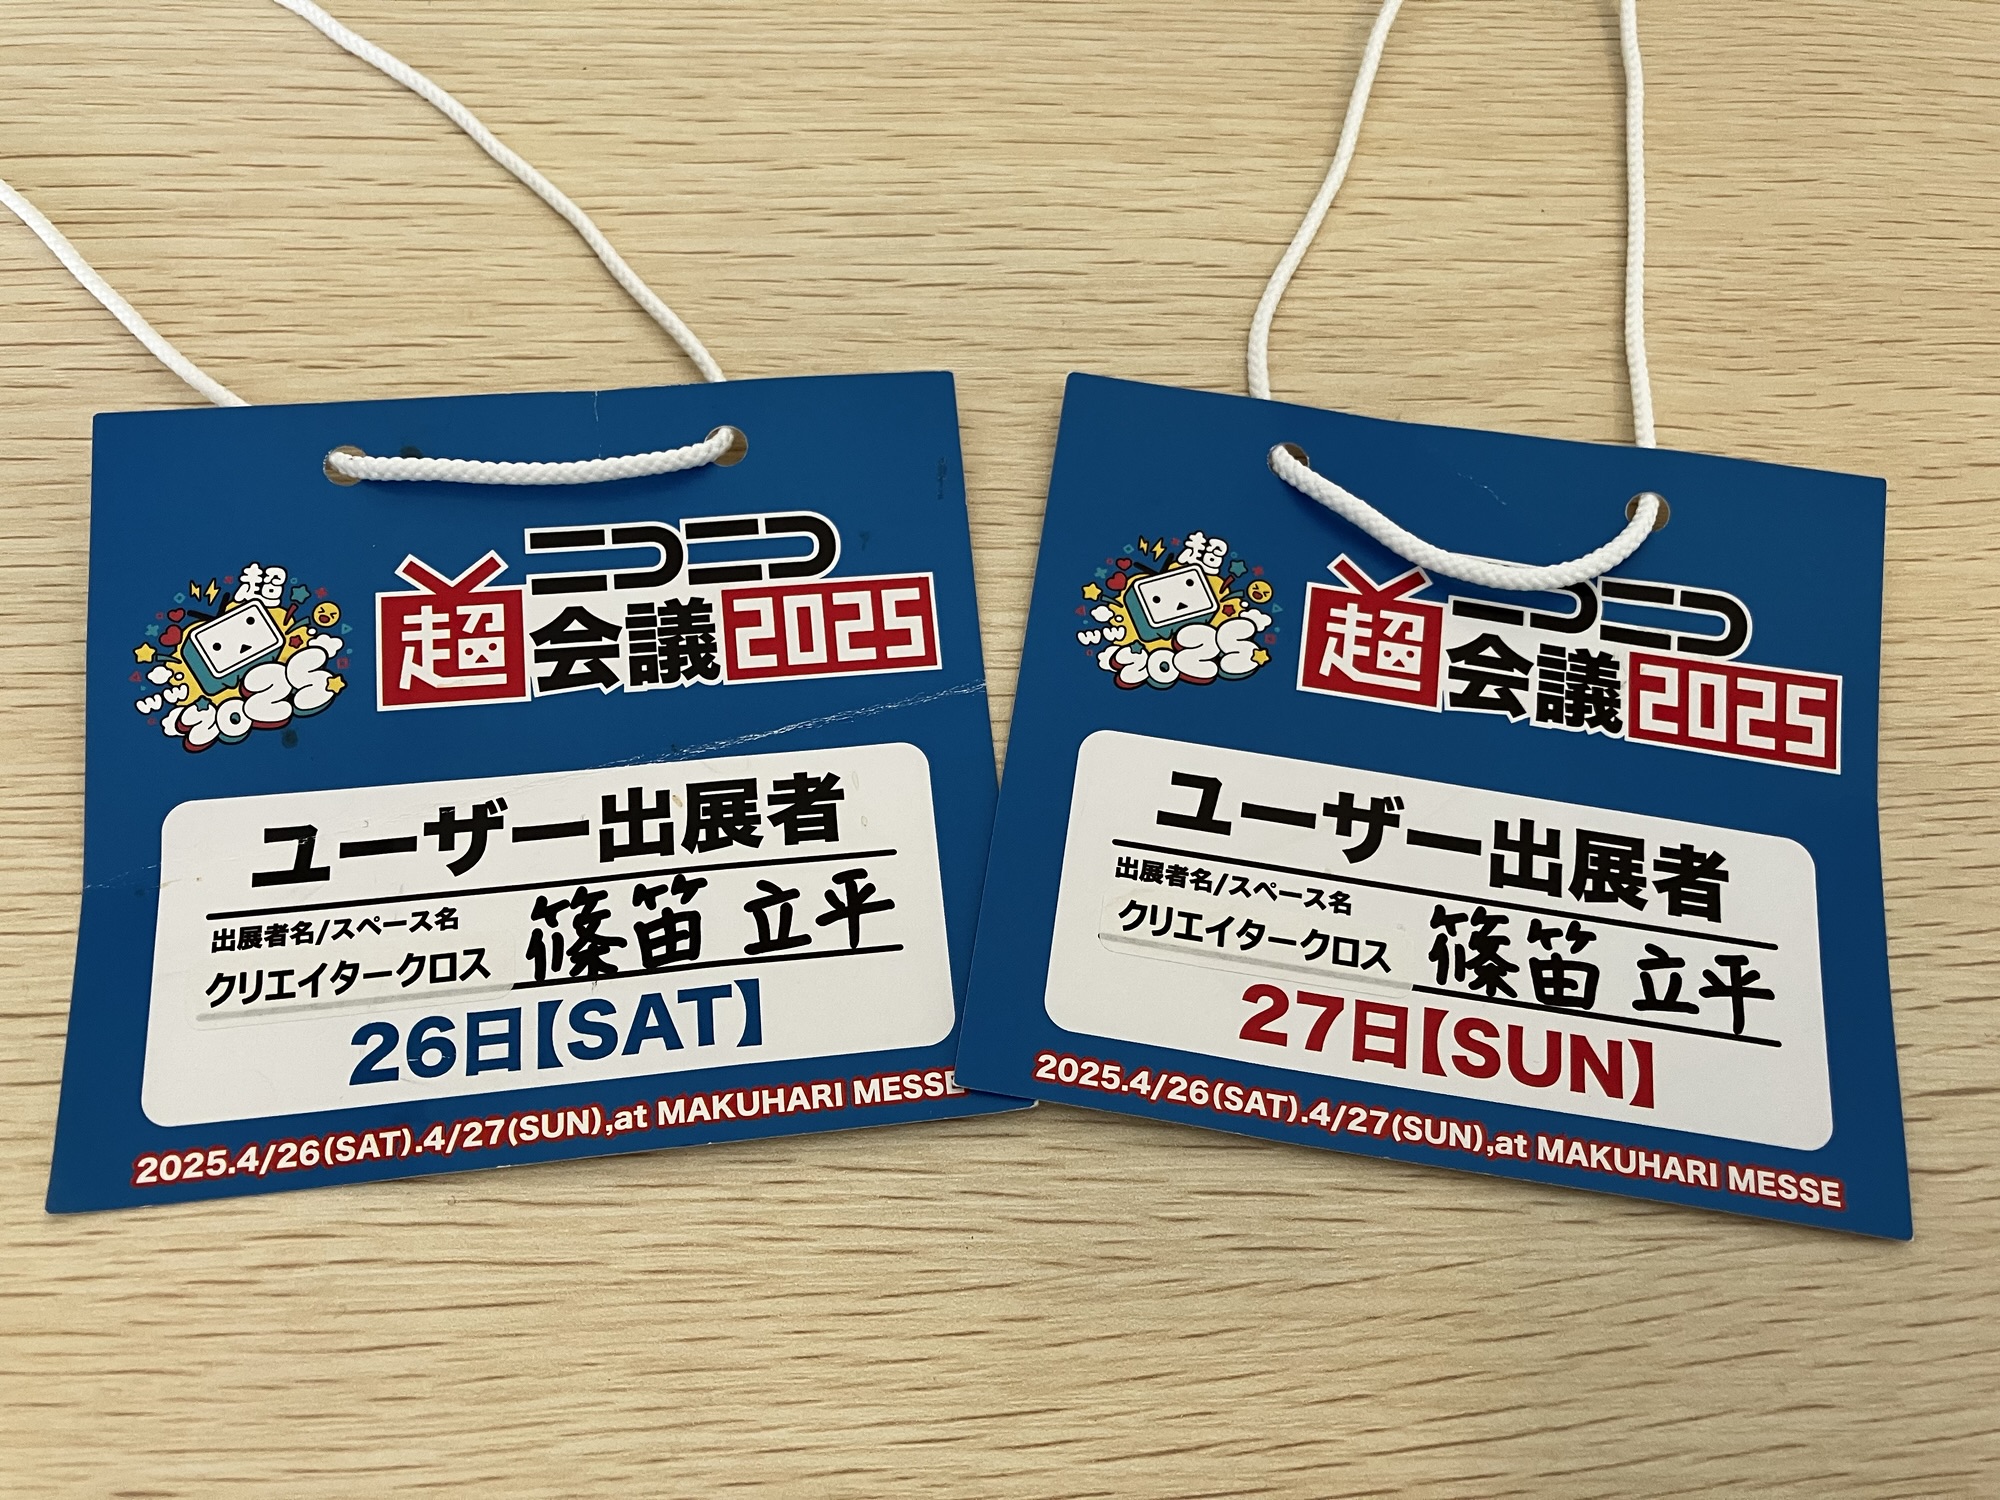 超
ww
2025
ニコニコ
超会議2025
ユーザー出展者
出展者名/スペース名
クリエイタークロス 篠笛 立平
26日【SAT】
2025.4/26(SAT).4/27(SUN),at MAKUHARI MESSE
超
ww
2025
ニコニコ
超会議2025
ユーザー出展者
出展者名/スペース名
クリエイタークロス 篠笛 立平
27日【SUN】
2025.4/26(SAT).4/27(SUN),at MAKUHARI MESSE